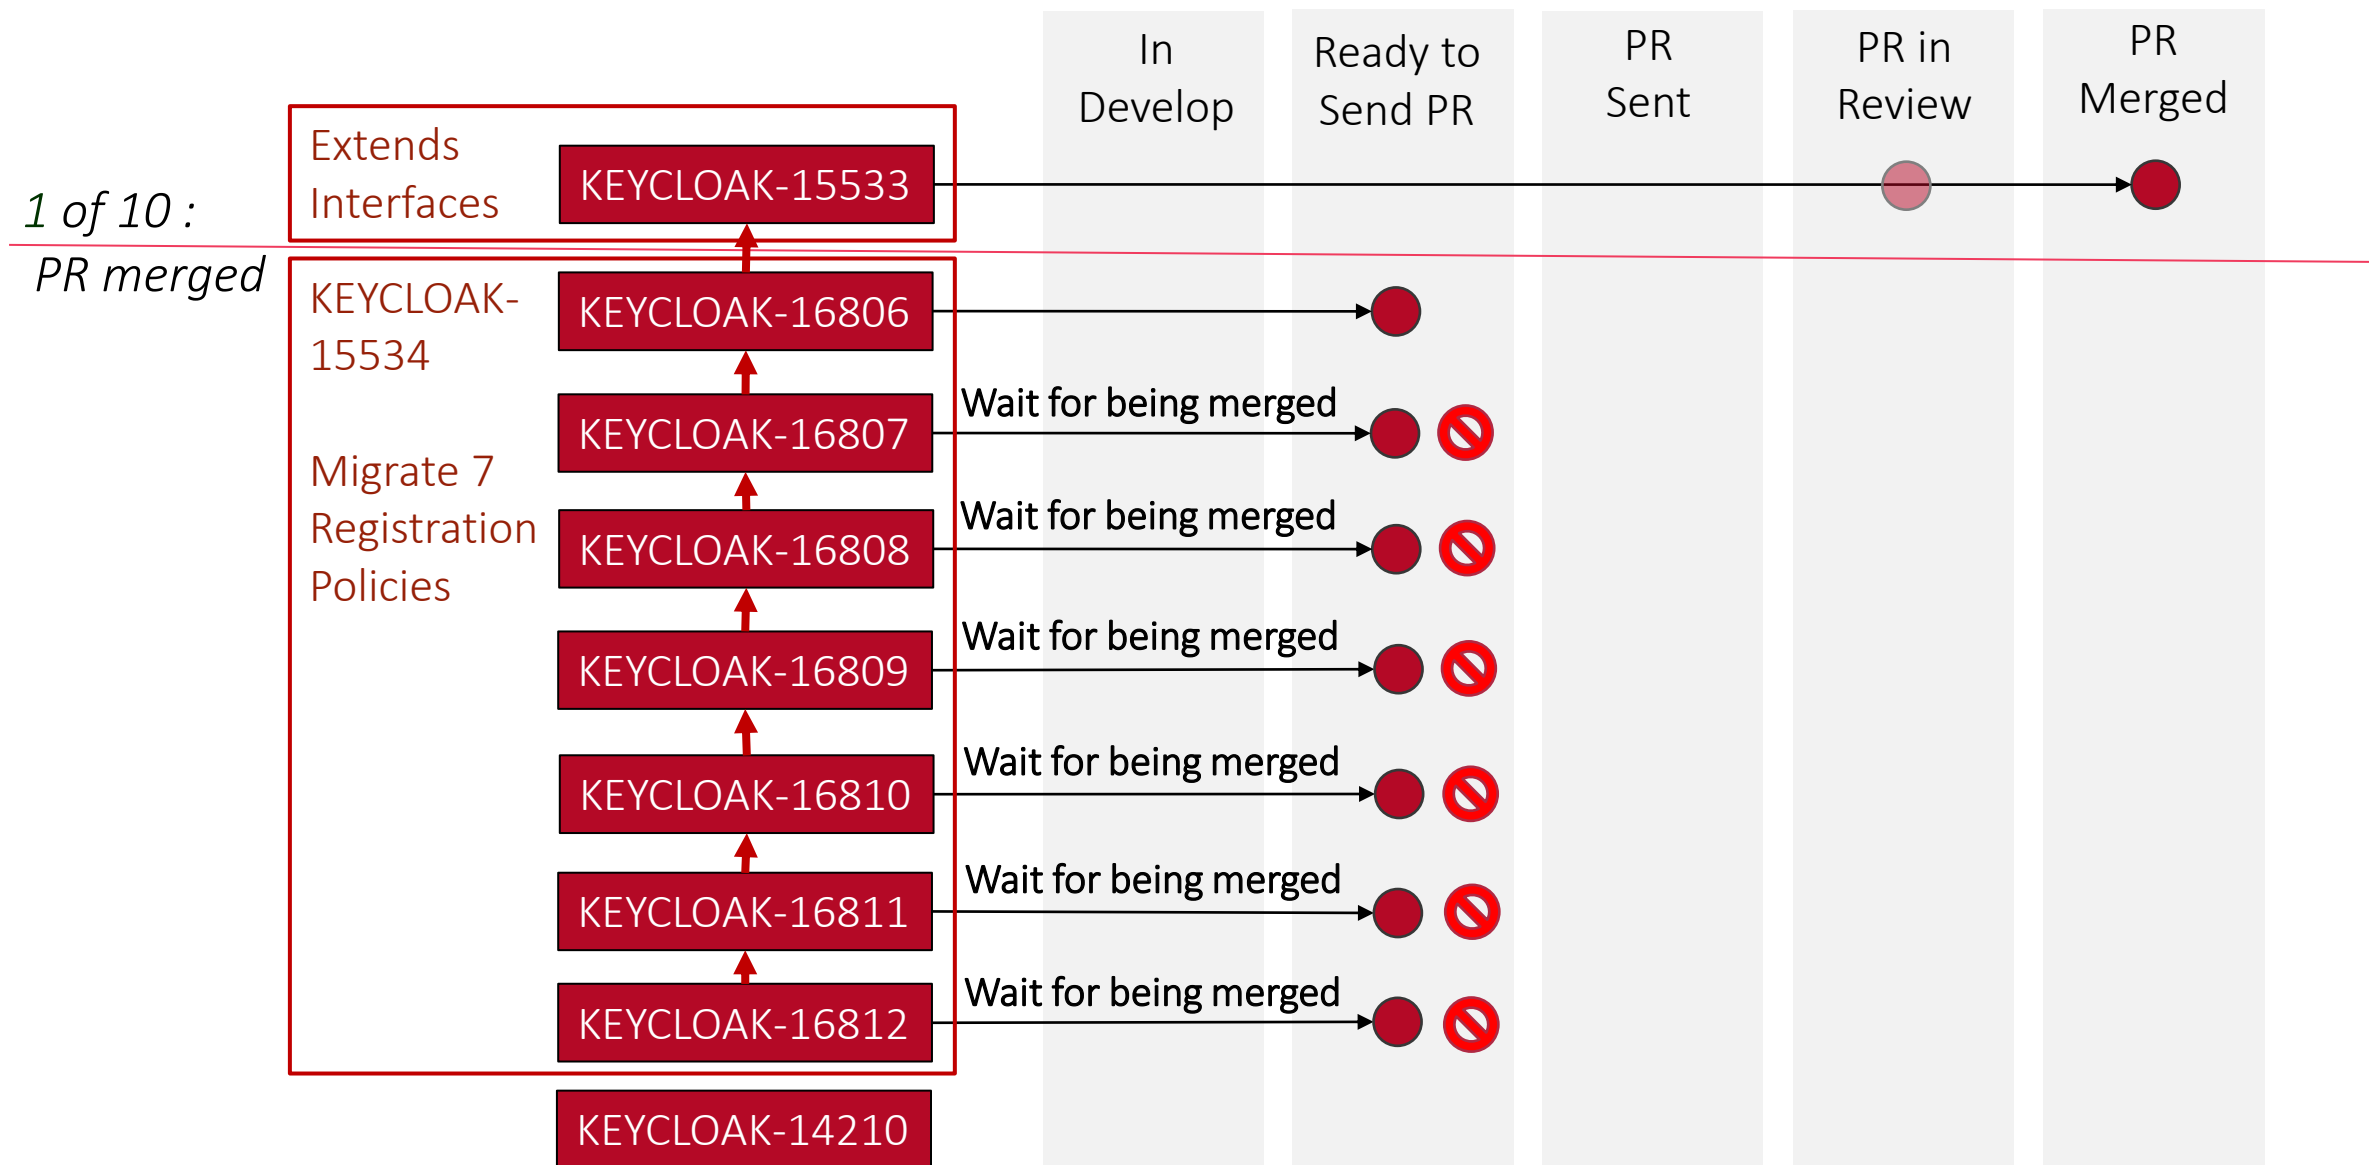 In
Develop
Ready to
Send PR
PR
Sent
PR in
Review
PR
Merged
Extends
Interfaces
KEYCLOAK-15533
1 of 10 :
PR merged
KEYCLOAK-
15534
Migrate 7
Registration
Policies
KEYCLOAK-16806
KEYCLOAK-16807
Wait for being merged
KEYCLOAK-16808
Wait for being merged
KEYCLOAK-16809
Wait for being merged
KEYCLOAK-16810
Wait for being merged
KEYCLOAK-16811
Wait for being merged
KEYCLOAK-16812
Wait for being merged
KEYCLOAK-14210